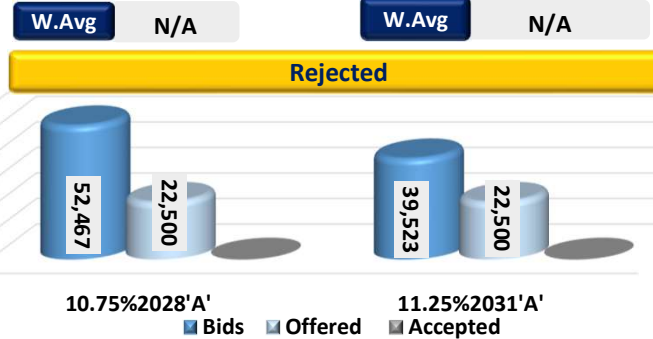 W.Avg N/A W.Avg N/A
Rejected
52,467 22,500 39,523 22,500
10.75%2028'A' 11.25%2031'A'
Bids Offered Accepted